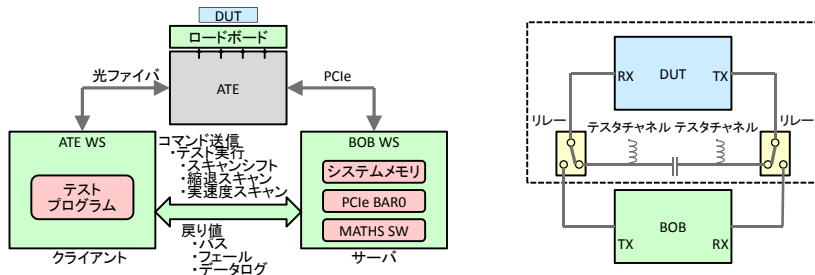 DUT
ロードボード
ATE
光ファイバ
PCIe
ATE WS
テスト
プログラム
クライアント
コマンド送信
・テスト実行
・スキャンシフト
・縮退スキャン
・実速度スキャン
戻り値
・パス
・フェール
・データログ
BOB WS
システムメモリ
PCIe BAR0
MATHS SW
サーバ
RX
DUT
TX
リレー
テスタチャネル
テスタチャネル
リレー
TX
BOB
RX